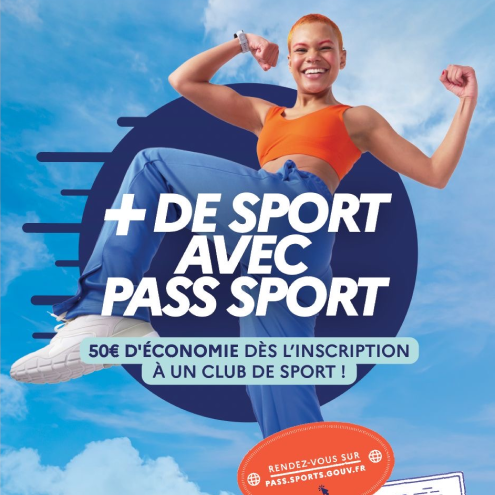 + DE SPORT
AVEC
PASS SPORT
50€ D'ÉCONOMIE DÈS L'INSCRIPTION
À UN CLUB DE SPORT !
RENDEZ-VOUS SUR
PASS.SPORTS.GOUV.FR